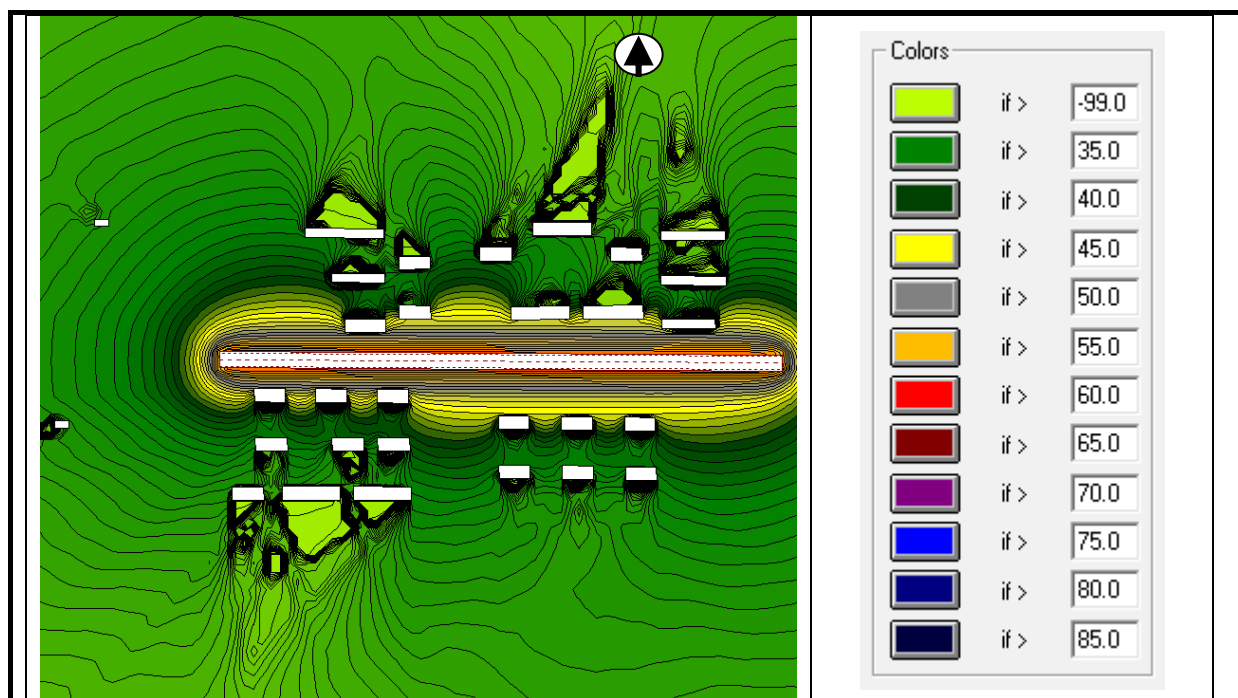 Colors
if > -99.0
if > 35.0
if > 40.0
if > 45.0
if > 50.0
if > 55.0
if > 60.0
if > 65.0
if > 70.0
if > 75.0
if > 80.0
if > 85.0